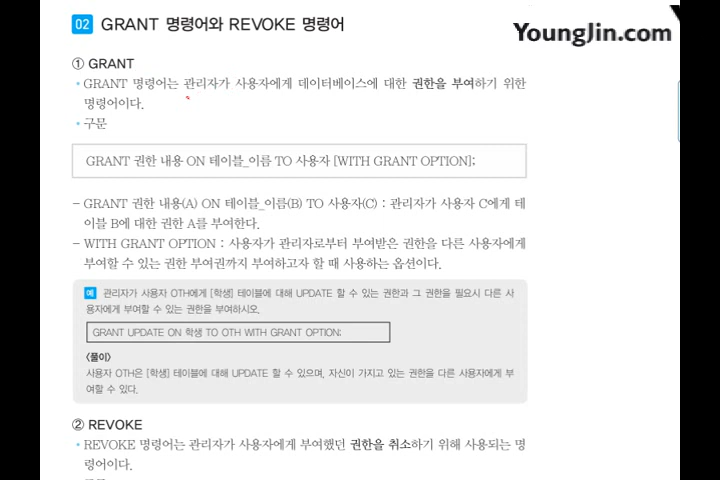 02 GRANT 명령어와 REVOKE 명령어
YoungJin.com
① GRANT
• GRANT 명령어는 관리자가 사용자에게 데이터베이스에 대한 권한을 부여하기 위한
명령어이다.
• 구문
GRANT 권한 내용 ON 테이블_이름 TO 사용자 [WITH GRANT OPTION];
– GRANT 권한 내용(A) ON 테이블_이름(B) TO 사용자(C) : 관리자가 사용자 C에게 테
이블 B에 대한 권한 A를 부여한다.
– WITH GRANT OPTION : 사용자가 관리자로부터 부여받은 권한을 다른 사용자에게
부여할 수 있는 권한 부여권까지 부여하고자 할 때 사용하는 옵션이다.
예 관리자가 사용자 OTH에게 [학생] 테이블에 대해 UPDATE 할 수 있는 권한과 그 권한을 필요시 다른 사
용자에게 부여할 수 있는 권한을 부여하시오.
GRANT UPDATE ON 학생 TO OTH WITH GRANT OPTION;
〈풀이〉
사용자 OTH은 [학생] 테이블에 대해 UPDATE 할 수 있으며, 자신이 가지고 있는 권한을 다른 사용자에게 부
여할 수 있다.
② REVOKE
• REVOKE 명령어는 관리자가 사용자에게 부여했던 권한을 취소하기 위해 사용되는 명
령어이다.